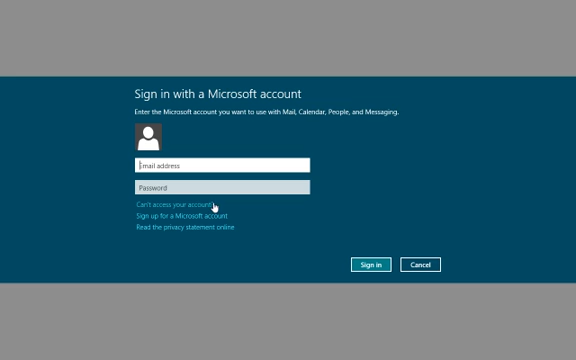 Sign in with a Microsoft account
Enter the Microsoft account you want to use with Mail, Calendar, People, and Messaging.
Email address
Password
Can't access your account
Sign up for a Microsoft account
Read the privacy statement online
Sign in
Cancel